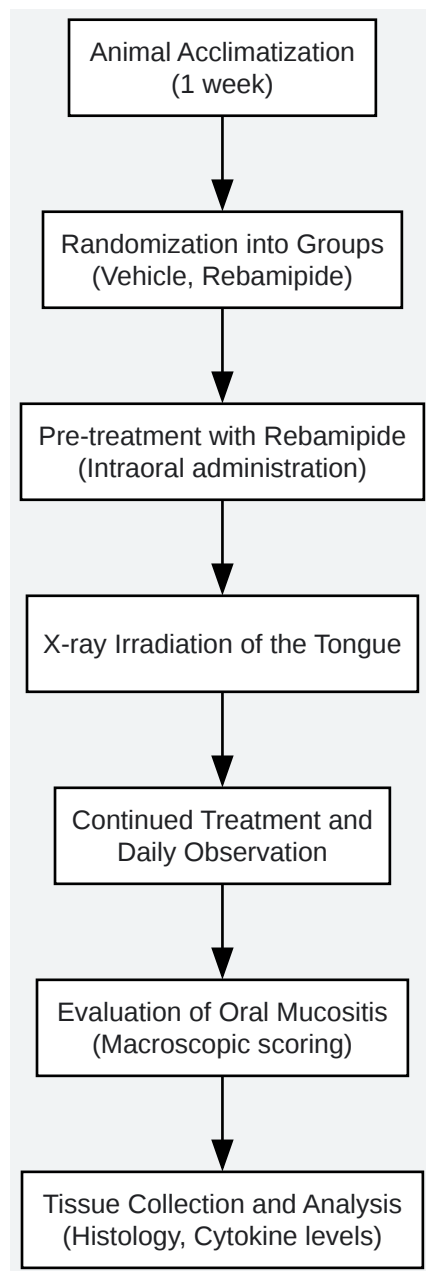 Animal Acclimatization
(1 week)
Randomization into Groups
(Vehicle, Rebamipide)
Pre-treatment with Rebamipide
(Intraoral administration)
X-ray Irradiation of the Tongue
Continued Treatment and
Daily Observation
Evaluation of Oral Mucositis
(Macroscopic scoring)
Tissue Collection and Analysis
(Histology, Cytokine levels)